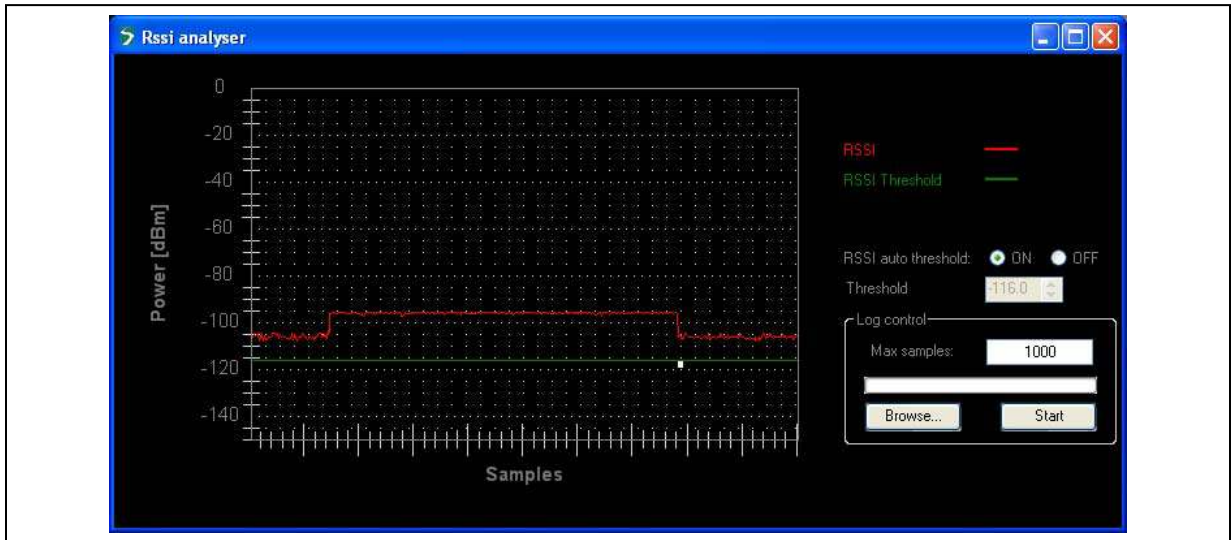 Rssi analyser
0
-20
-40
-60
-80
-100
-120
-140
Power [dBm]
Samples
RSSI
RSSI Threshold
RSSI auto threshold: ON OFF
Threshold -116.0
Log control
Max samples: 1000
Browse... Start